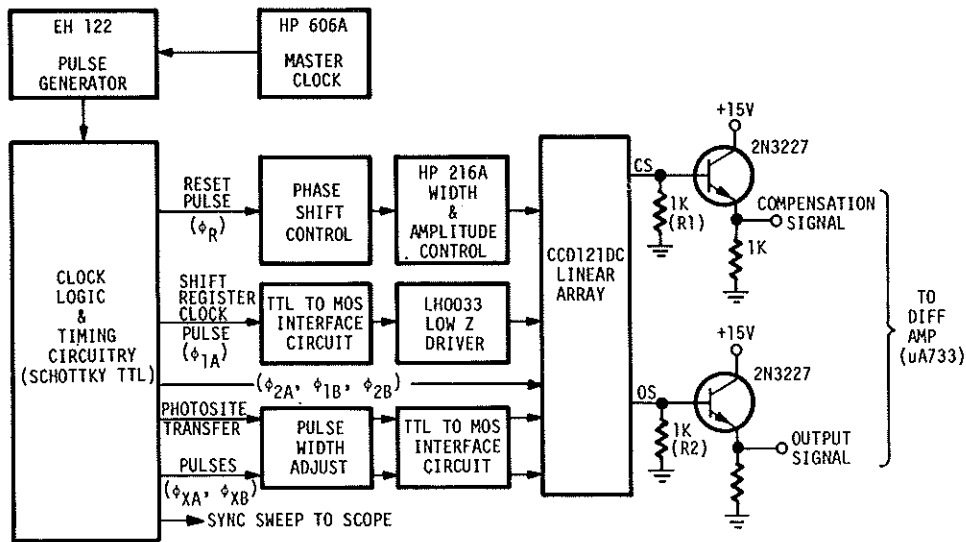 EH 122
PULSE
GENERATOR
HP 606A
MASTER
CLOCK
CLOCK
LOGIC
&
TIMING
CIRCUITRY
(SCHOTTKY TTL)
RESET
PULSE
(ϕR)
PHASE
SHIFT
CONTROL
HP 216A
WIDTH
&
AMPLITUDE
CONTROL
SHIFT
REGISTER
CLOCK
PULSE
(ϕ1A)
TTL TO MOS
INTERFACE
CIRCUIT
LH0033
LOW Z
DRIVER
(ϕ2A, ϕ1B, ϕ2B)
PHOTOSITE
TRANSFER
PULSES
(ϕXA, ϕXB)
PULSE
WIDTH
ADJUST
TTL TO MOS
INTERFACE
CIRCUIT
SYNC SWEEP TO SCOPE
CCD121DC
LINEAR
ARRAY
CS
1K
(R1)
+15V
2N3227
COMPENSATION
SIGNAL
1K
OS
1K
(R2)
+15V
2N3227
OUTPUT
SIGNAL
TO
DIFF
AMP
(uA733)